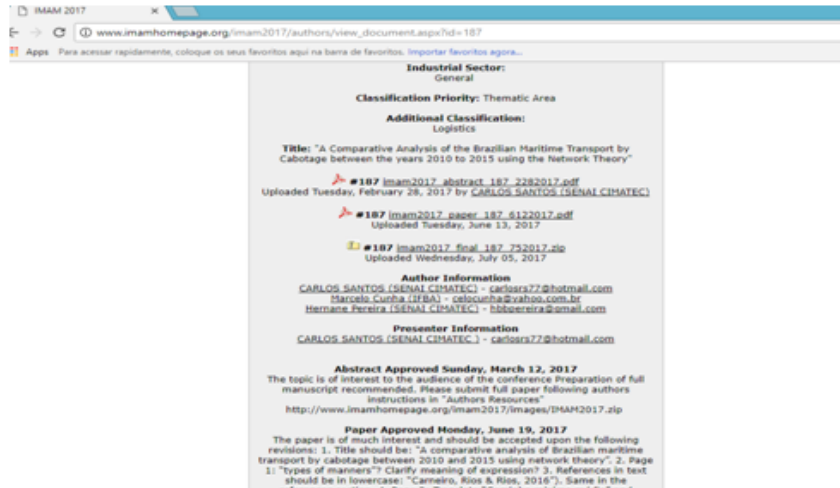 IMAM 2017
www.imamhomepage.org/imam2017/authors/view_document.aspx?id=187
Apps Para acessar rapidamente, coloque os seus favoritos aqui na barra de favoritos. Importar favoritos agora...
Industrial Sector:
General
Classification Priority: Thematic Area
Additional Classification:
Logistics
Title: "A Comparative Analysis of the Brazilian Maritime Transport by
Cabotage between the years 2010 to 2015 using the Network Theory"
#187 imam2017_abstract_187_2282017.pdf
Uploaded Tuesday, February 28, 2017 by CARLOS SANTOS (SENAI CIMATEC)
#187 imam2017_paper_187_6122017.pdf
Uploaded Tuesday, June 13, 2017
#187 imam2017_final_187_752017.zip
Uploaded Wednesday, July 05, 2017
Author Information
CARLOS SANTOS (SENAI CIMATEC) - carlosrs77@hotmail.com
Marcelo Cunha (IFBA) - celocunha@yahoo.com.br
Hernane Pereira (SENAI CIMATEC) - hbbpereira@gmail.com
Presenter Information
CARLOS SANTOS (SENAI CIMATEC ) - carlosrs77@hotmail.com
Abstract Approved Sunday, March 12, 2017
The topic is of interest to the audience of the conference Preparation of full
manuscript recommended. Please submit full paper following authors
instructions in "Authors Resources"
http://www.imamhomepage.org/imam2017/images/IMAM2017.zip
Paper Approved Monday, June 19, 2017
The paper is of much interest and should be accepted upon the following
revisions: 1. Title should be: "A comparative analysis of Brazilian maritime
transport by cabotage between 2010 and 2015 using network theory". 2. Page
1: "types of manners"? Clarify meaning of expression? 3. References in text
should be in lowercase: "Carneiro, Rios & Rios, 2016"). Same in the